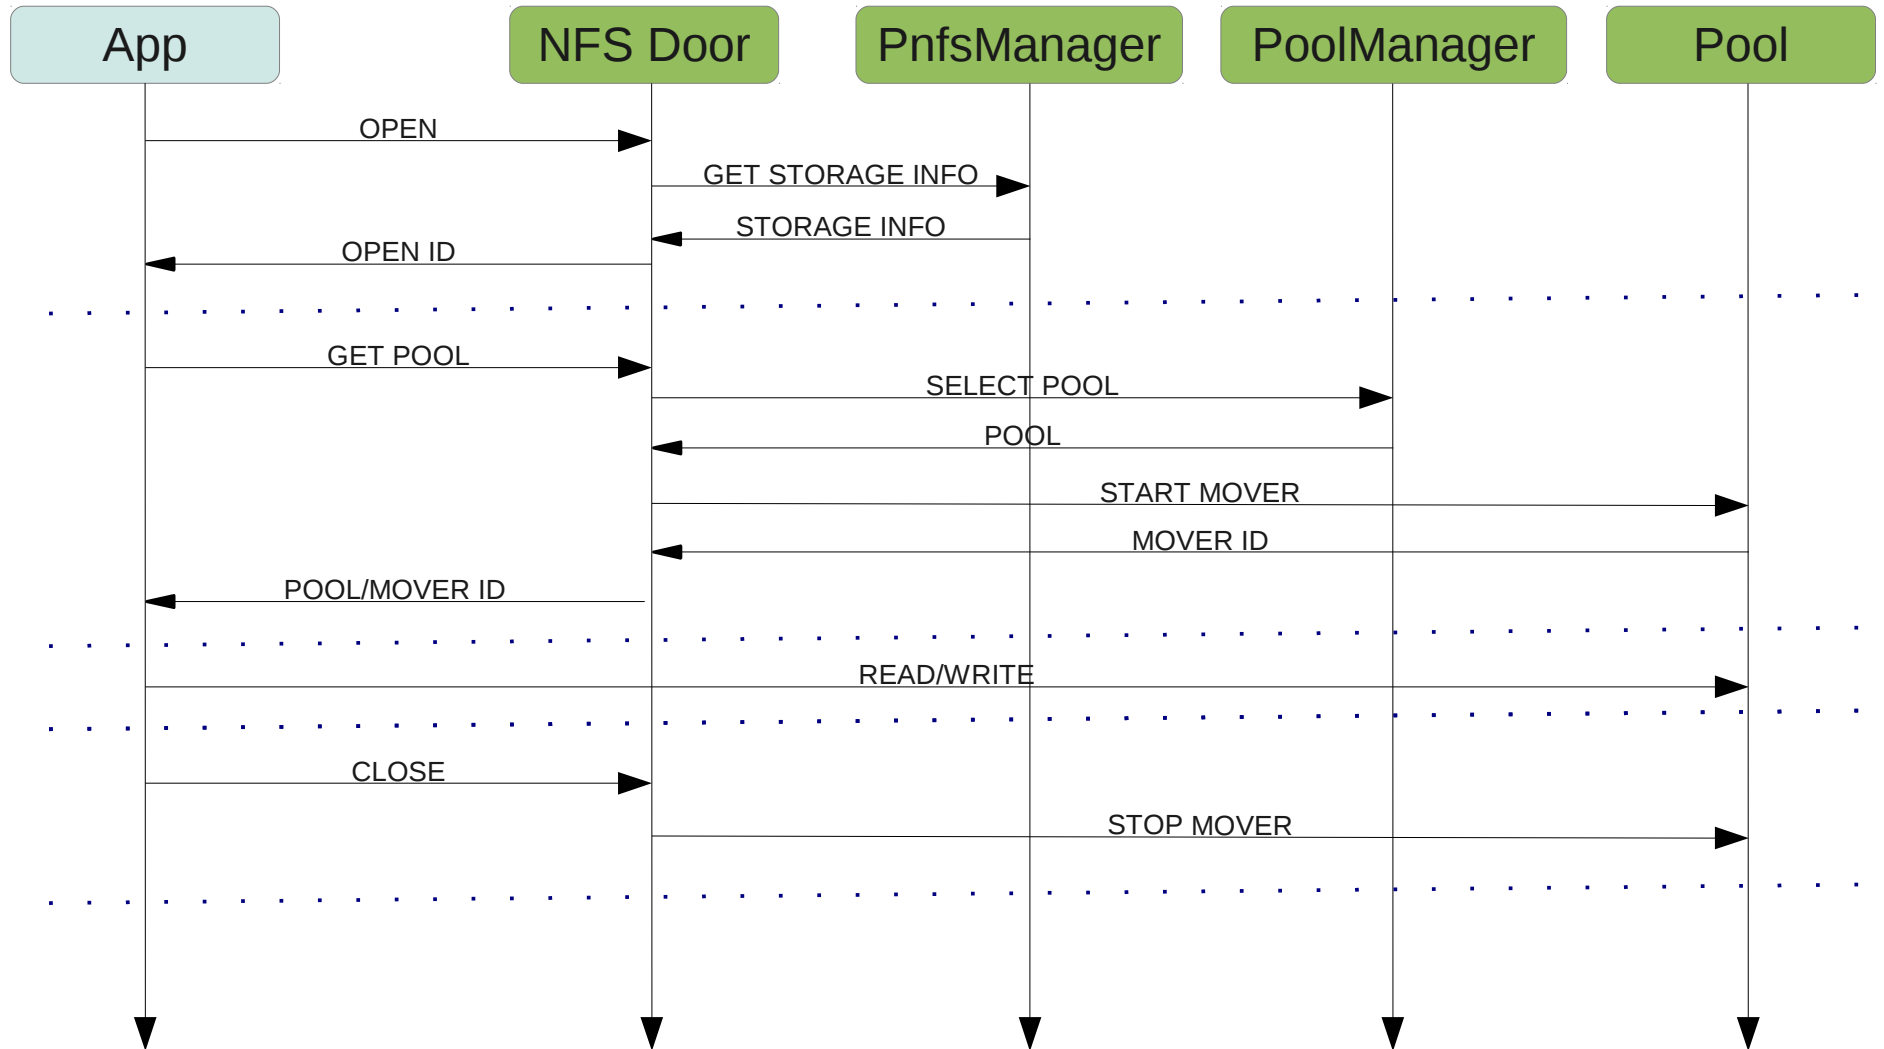 App
NFS Door
PnfsManager
PoolManager
Pool
OPEN
GET STORAGE INFO
STORAGE INFO
OPEN ID
GET POOL
SELECT POOL
POOL
START MOVER
MOVER ID
POOL/MOVER ID
READ/WRITE
CLOSE
STOP MOVER